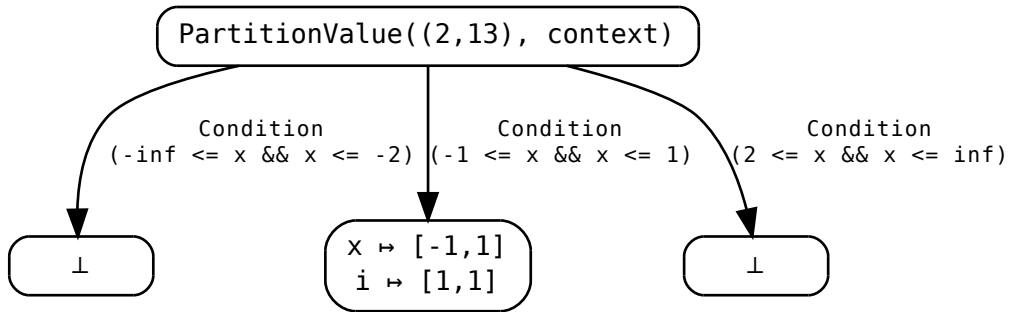 PartitionValue((2,13), context)
Condition
(-inf <= x && x <= -2)
Condition
(-1 <= x && x <= 1)
Condition
(2 <= x && x <= inf)
⊥
x ↦ [-1,1]
i ↦ [1,1]
⊥